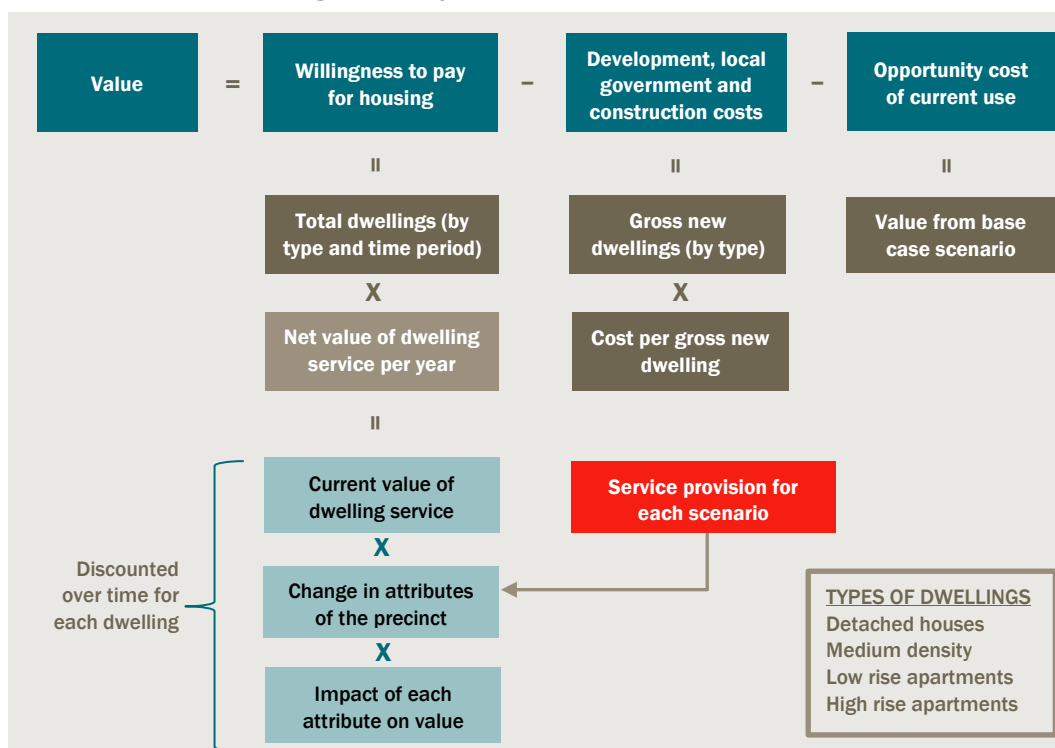 Value
=
Willingness to pay
for housing
–
Development, local
government and
construction costs
–
Opportunity cost
of current use
=
=
=
Total dwellings (by
type and time period)
Gross new
dwellings (by type)
Value from base
case scenario
X
X
Net value of dwelling
service per year
Cost per gross new
dwelling
=
Current value of
dwelling service
Service provision for
each scenario
X
Discounted
over time for
each dwelling
Change in attributes
of the precinct
X
Impact of each
attribute on value
TYPES OF DWELLINGS
Detached houses
Medium density
Low rise apartments
High rise apartments